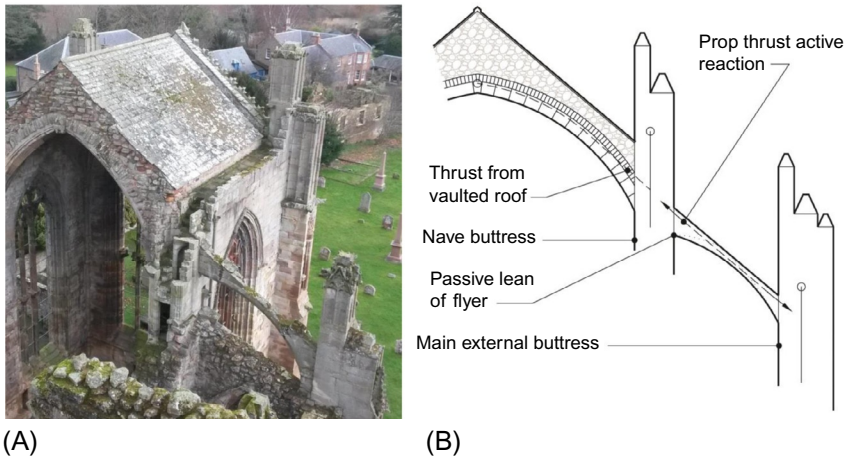 Prop thrust active
reaction
Thrust from
vaulted roof
Nave buttress
Passive lean
of flyer
Main external buttress
(A)
(B)